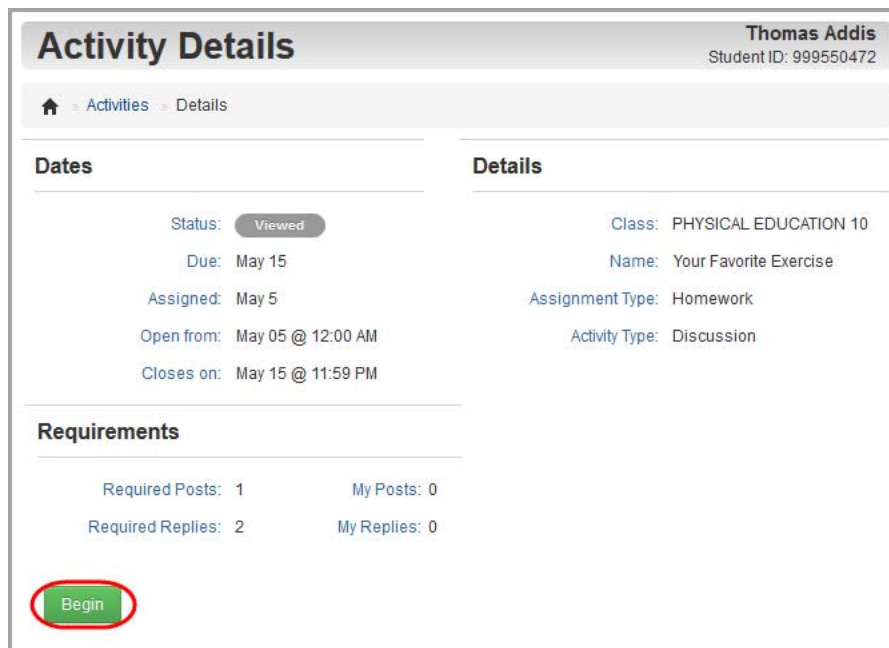 Activity Details
Thomas Addis
Student ID: 999550472
» Activities » Details
Dates
Status: Viewed
Due: May 15
Assigned: May 5
Open from: May 05 @ 12:00 AM
Closes on: May 15 @ 11:59 PM
Details
Class: PHYSICAL EDUCATION 10
Name: Your Favorite Exercise
Assignment Type: Homework
Activity Type: Discussion
Requirements
Required Posts: 1 My Posts: 0
Required Replies: 2 My Replies: 0
Begin